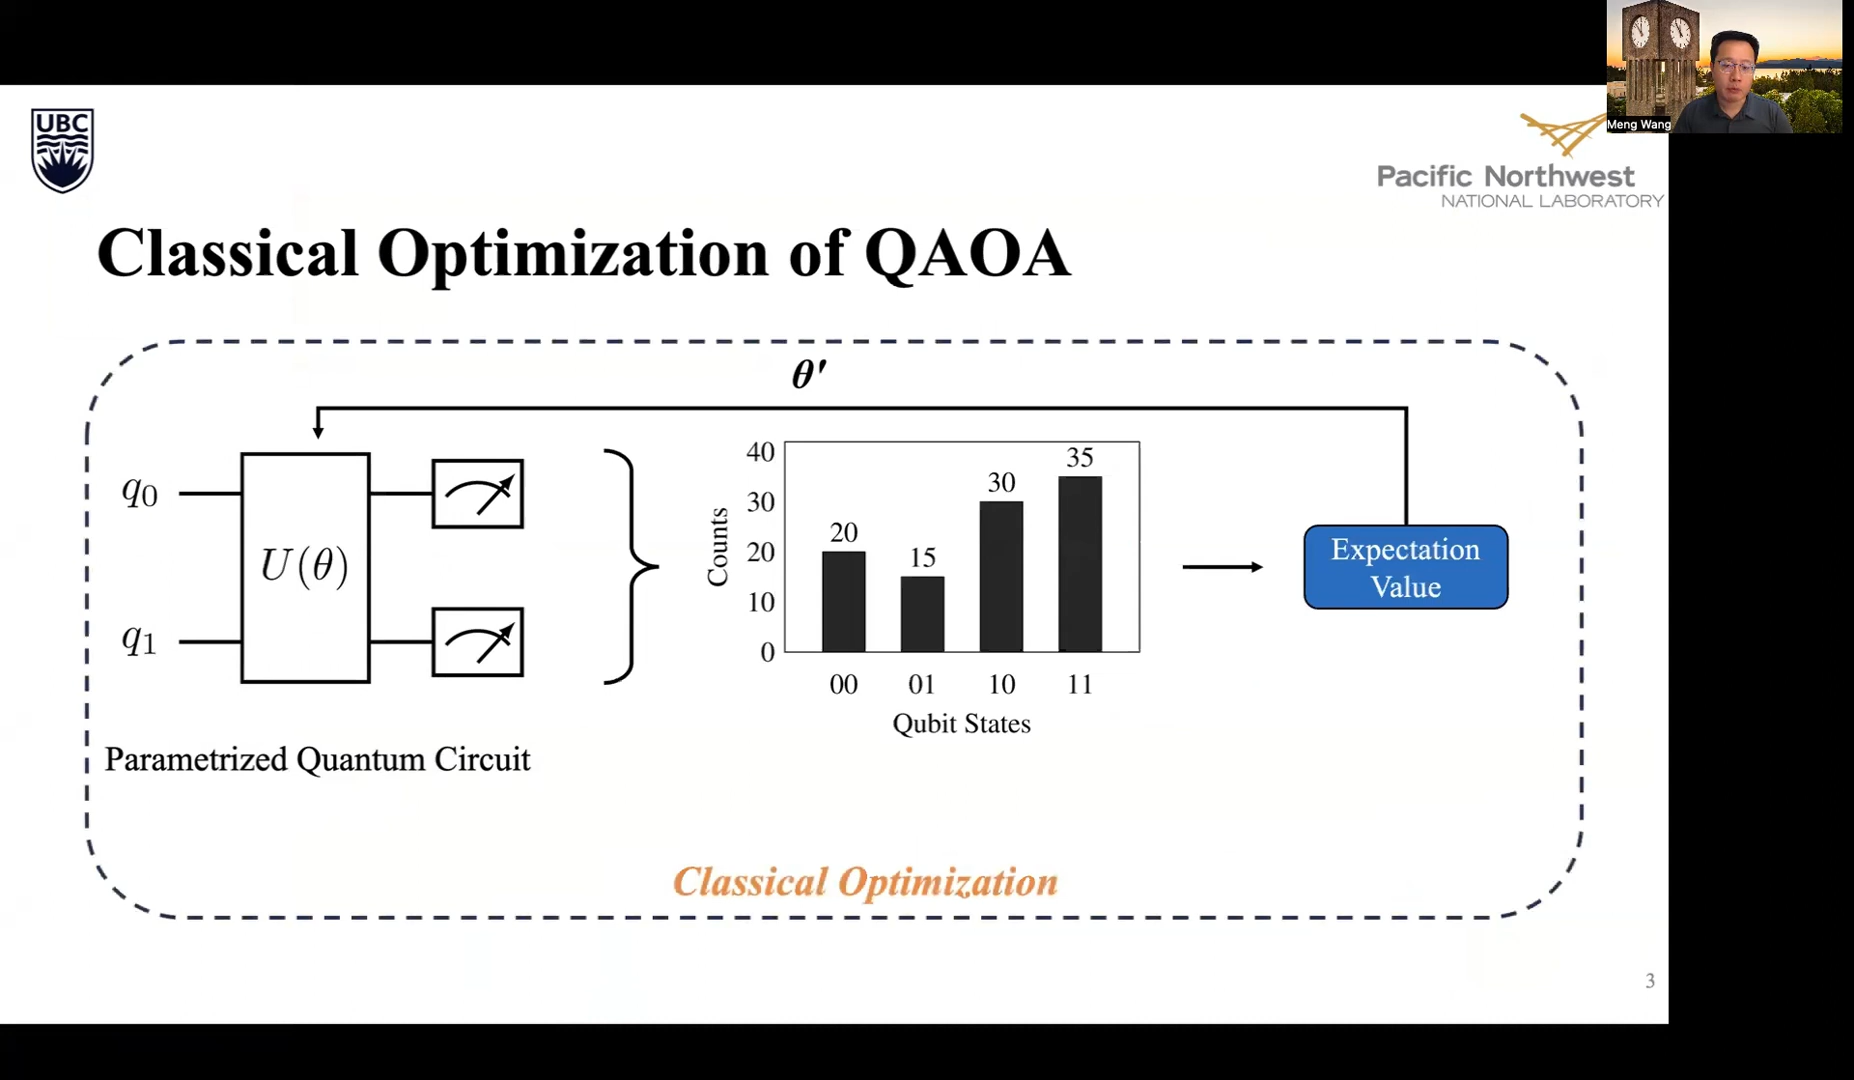 Meng Wang
UBC
Pacific Northwest
NATIONAL LABORATORY
Classical Optimization of QAOA
θ′
q0
U(θ)
q1
Parametrized Quantum Circuit
Counts
40
30
20
10
0
20
15
30
35
00 01 10 11
Qubit States
Expectation
Value
Classical Optimization
3